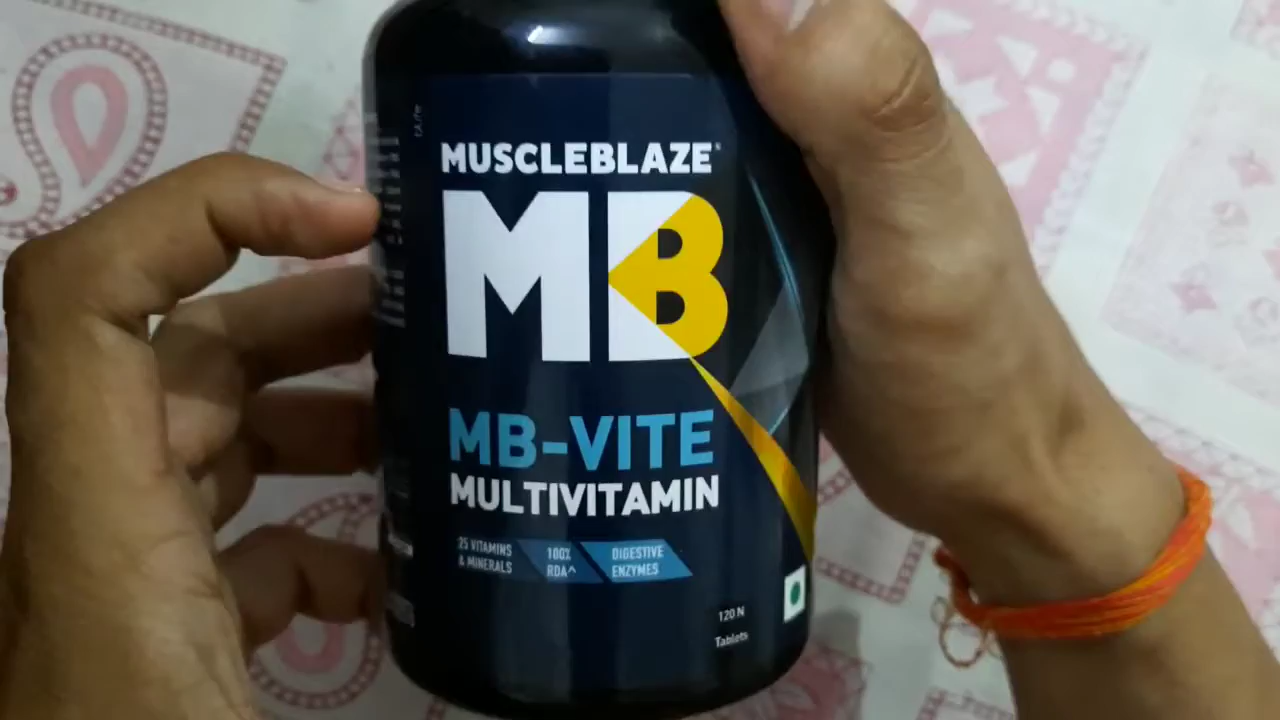 MUSCLEBLAZE
MB
MB-VITE
MULTIVITAMIN
25 VITAMINS
& MINERALS
100%
RDA^
DIGESTIVE
ENZYMES
120 N
Tablets